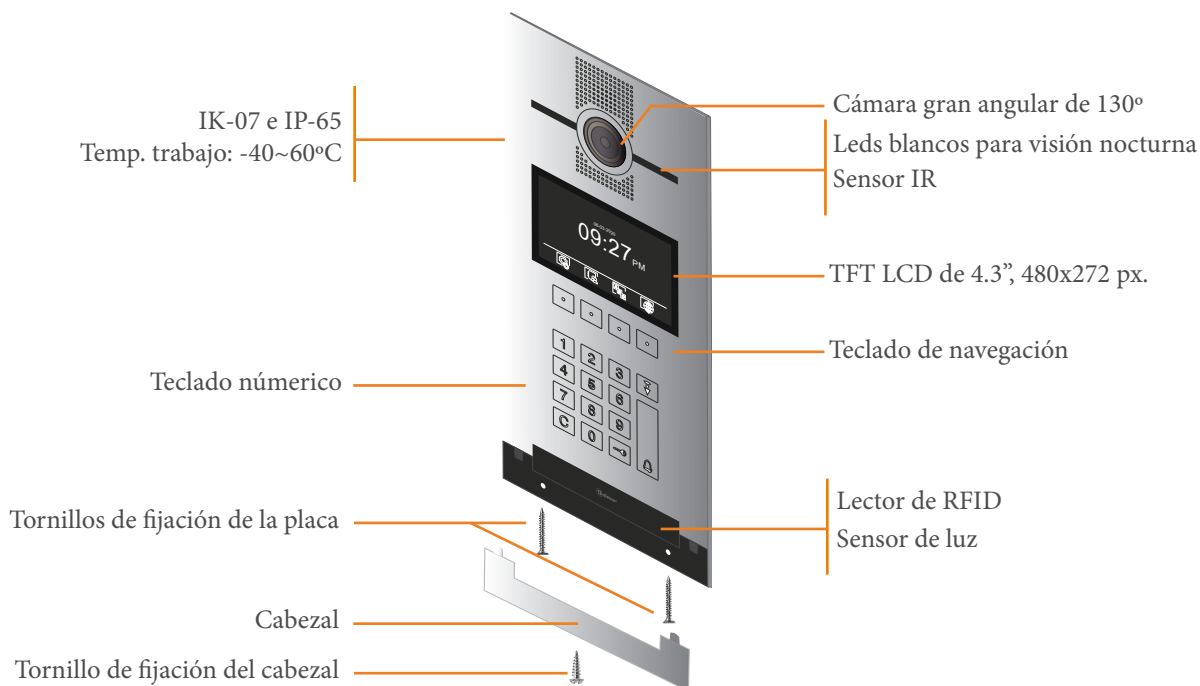 IK-07 e IP-65
Temp. trabajo: -40~60ºC
Cámara gran angular de 130º
Leds blancos para visión nocturna
Sensor IR
09:27 PM
TFT LCD de 4.3”, 480x272 px.
Teclado de navegación
Teclado númerico
1 2 3
4 5 6
7 8 9
C 0
Lector de RFID
Sensor de luz
Tornillos de fijación de la placa
Cabezal
Tornillo de fijación del cabezal